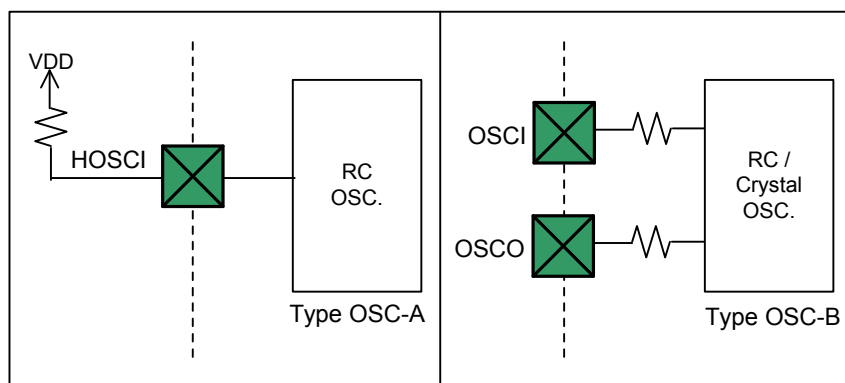 VDD
HOSCI
RC
OSC.
Type OSC-A
OSCI
OSCO
RC /
Crystal
OSC.
Type OSC-B